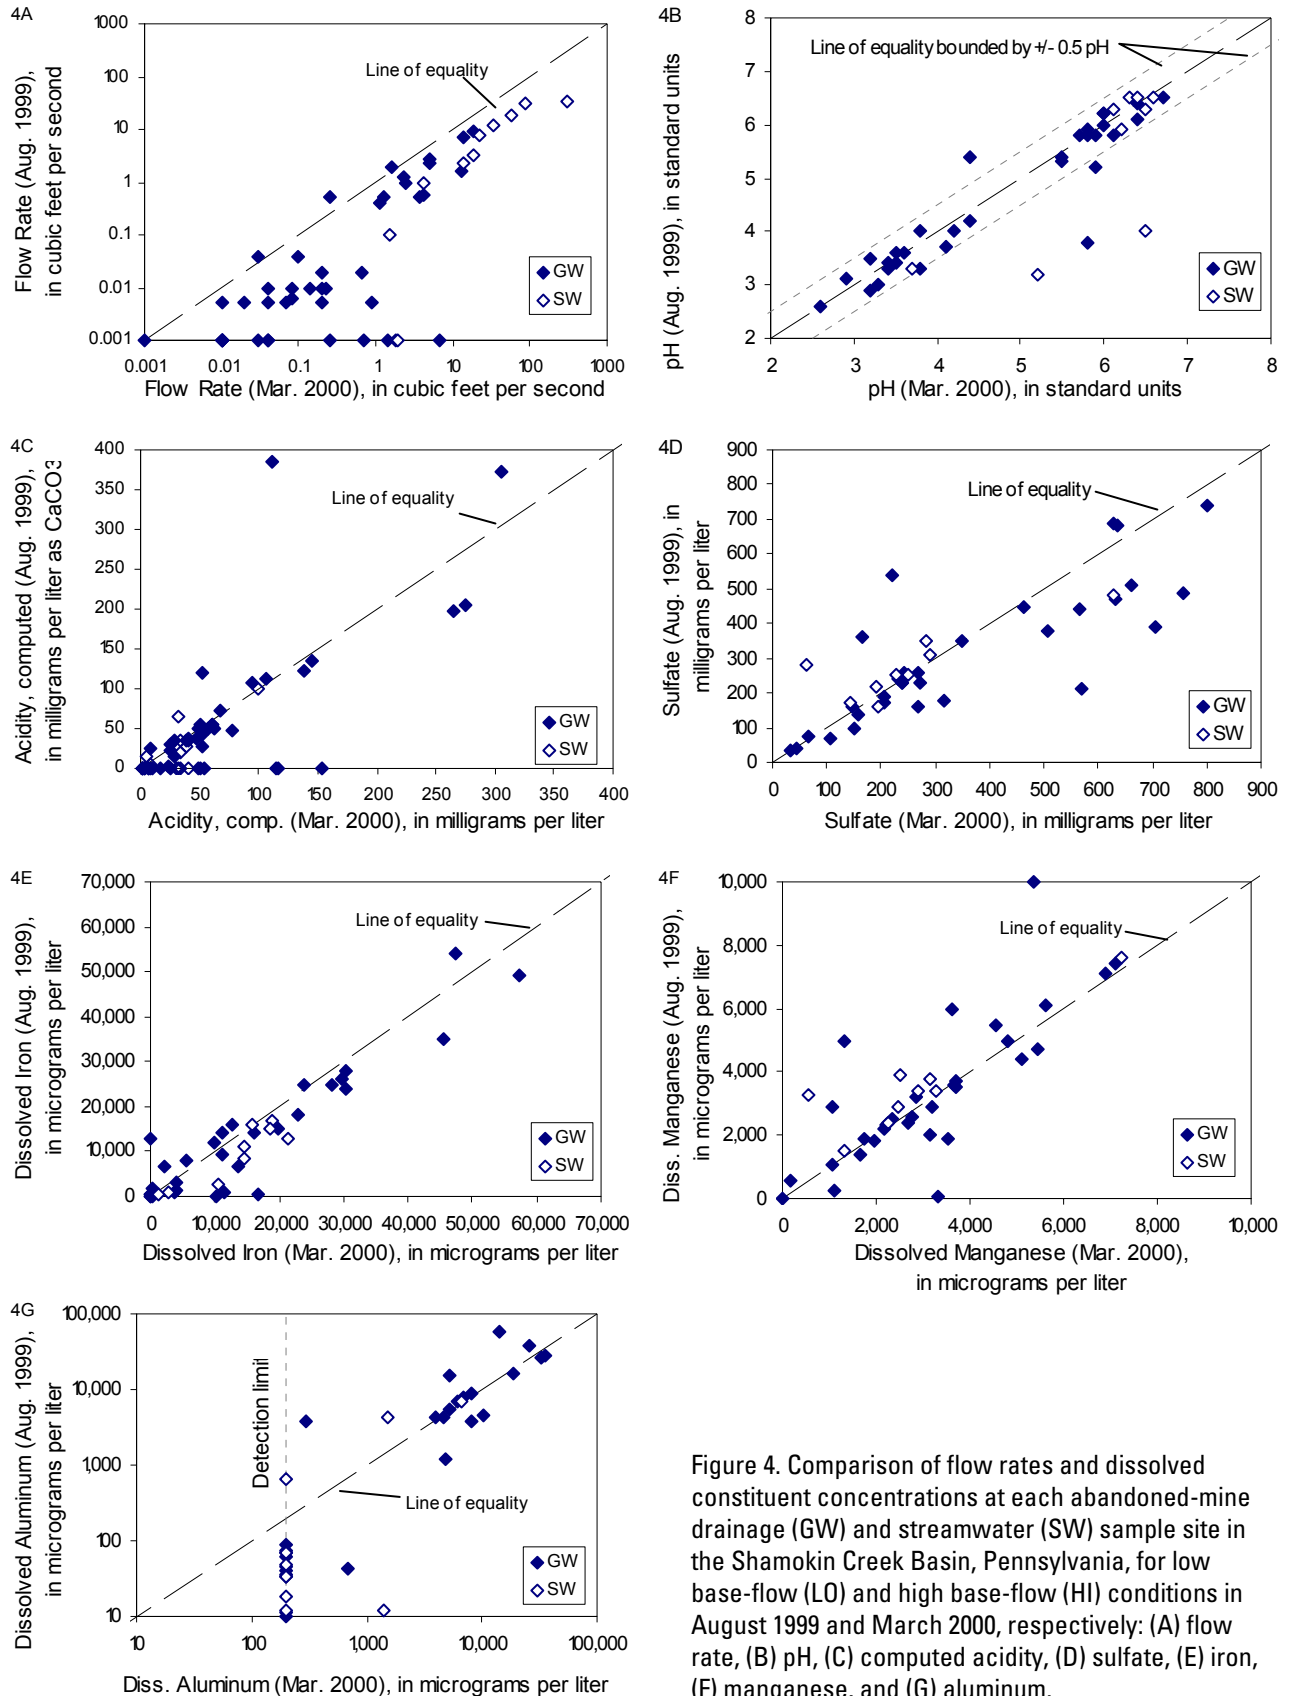 4A
Flow Rate (Aug. 1999),
in cubic feet per second
1000
100
10
1
0.1
0.01
0.001
Line of equality
GW
SW
0.001 0.01 0.1 1 10 100 1000
Flow Rate (Mar. 2000), in cubic feet per second
4B
pH (Aug. 1999), in standard units
8
7
6
5
4
3
2
Line of equality bounded by +/- 0.5 pH
GW
SW
2 3 4 5 6 7 8
pH (Mar. 2000), in standard units
4C
Acidity, computed (Aug. 1999),
in milligrams per liter as CaCO3
400
350
300
250
200
150
100
50
0
Line of equality
GW
SW
0 50 100 150 200 250 300 350 400
Acidity, comp. (Mar. 2000), in milligrams per liter
4D
Sulfate (Aug. 1999), in
milligrams per liter
900
800
700
600
500
400
300
200
100
0
Line of equality
GW
SW
0 100 200 300 400 500 600 700 800 900
Sulfate (Mar. 2000), in milligrams per liter
4E
Dissolved Iron (Aug. 1999),
in micrograms per liter
70,000
60,000
50,000
40,000
30,000
20,000
10,000
0
Line of equality
GW
SW
0 10,000 20,000 30,000 40,000 50,000 60,000 70,000
Dissolved Iron (Mar. 2000), in micrograms per liter
4F
Diss. Manganese (Aug. 1999),
in micrograms per liter
10,000
8,000
6,000
4,000
2,000
0
Line of equality
GW
SW
0 2,000 4,000 6,000 8,000 10,000
Dissolved Manganese (Mar. 2000),
in micrograms per liter
4G
Dissolved Aluminum (Aug. 1999),
in micrograms per liter
100,000
10,000
1,000
100
10
Detection limit
Line of equality
GW
SW
10 100 1000 10,000 100,000
Diss. Aluminum (Mar. 2000), in micrograms per liter
Figure 4. Comparison of flow rates and dissolved
constituent concentrations at each abandoned-mine
drainage (GW) and streamwater (SW) sample site in
the Shamokin Creek Basin, Pennsylvania, for low
base-flow (LO) and high base-flow (HI) conditions in
August 1999 and March 2000, respectively: (A) flow
rate, (B) pH, (C) computed acidity, (D) sulfate, (E) iron,
(F) manganese, and (G) aluminum.